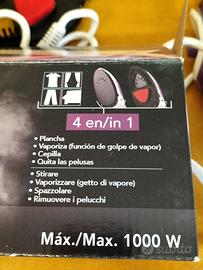 4 en/in 1
• Plancha
• Vaporiza (función de golpe de vapor)
• Cepilla
• Quita las pelusas
• Stirare
• Vaporizzare (getto di vapore)
• Spazzolare
• Rimuovere i pelucchi
Máx./Max. 1000 W
subito